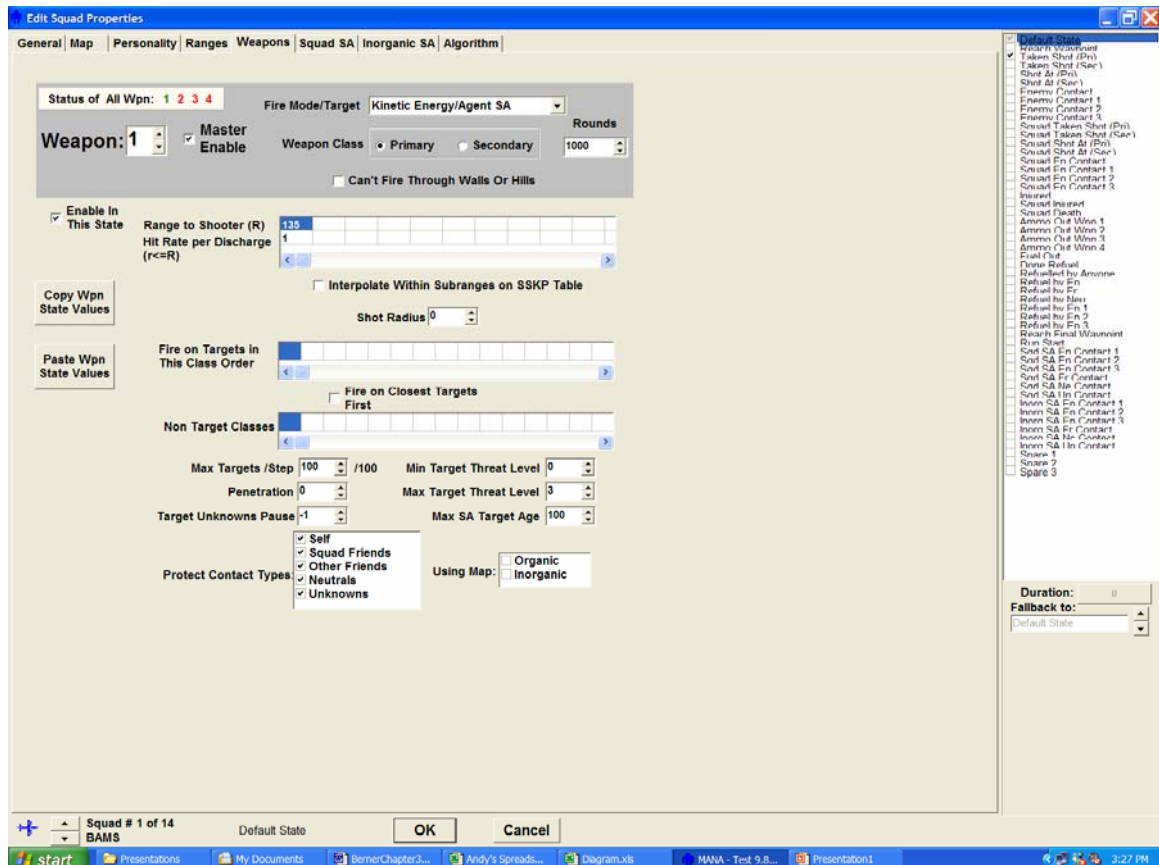 Edit Squad Properties
General Map Personality Ranges Weapons Squad SA Inorganic SA Algorithm
Status of All Wpn: 1 2 3 4
Fire Mode/Target Kinetic Energy/Agent SA
Weapon: 1
Master Enable
Weapon Class Primary Secondary
Rounds
1000
Can't Fire Through Walls Or Hills
Enable In This State
Range to Shooter (R) 135
Hit Rate per Discharge (r<=R) 1
Interpolate Within Subranges on SSKP Table
Copy Wpn State Values
Shot Radius 0
Paste Wpn State Values
Fire on Targets in This Class Order
Fire on Closest Targets First
Non Target Classes
Max Targets /Step 100 /100
Min Target Threat Level 0
Penetration 0
Max Target Threat Level 3
Target Unknowns Pause -1
Max SA Target Age 100
Protect Contact Types:
Self
Squad Friends
Other Friends
Neutrals
Unknowns
Using Map:
Organic
Inorganic
Default State
Reach Waypoint
Taken Shot (Pri)
Taken Shot (Sec)
Shot At (Pri)
Shot At (Sec)
Enemy Contact
Enemy Contact 1
Enemy Contact 2
Enemy Contact 3
Squad Taken Shot (Pri)
Squad Taken Shot (Sec)
Squad Shot At (Pri)
Squad Shot At (Sec)
Squad En Contact
Squad En Contact 1
Squad En Contact 2
Squad En Contact 3
Injured
Squad Injured
Squad Death
Ammo Out Wpn 1
Ammo Out Wpn 2
Ammo Out Wpn 3
Ammo Out Wpn 4
Fuel Out
Done Refuel
Refuelled by Anyone
Refuel by En
Refuel by Fr
Refuel by Neu
Refuel by En 1
Refuel by En 2
Refuel by En 3
Reach Final Waypoint
Run Start
Sqd SA En Contact 1
Sqd SA En Contact 2
Sqd SA En Contact 3
Sqd SA Fr Contact
Sqd SA Ne Contact
Sqd SA Un Contact
Inorg SA En Contact 1
Inorg SA En Contact 2
Inorg SA En Contact 3
Inorg SA Fr Contact
Inorg SA Ne Contact
Inorg SA Un Contact
Spare 1
Spare 2
Spare 3
Duration: 0
Fallback to:
Default State
Squad # 1 of 14
BAMS
Default State
OK
Cancel
start Presentations My Documents BernerChapter3... Andy's Spreads... Diagram.xls MANA - Test 9.8... Presentation1 3:27 PM